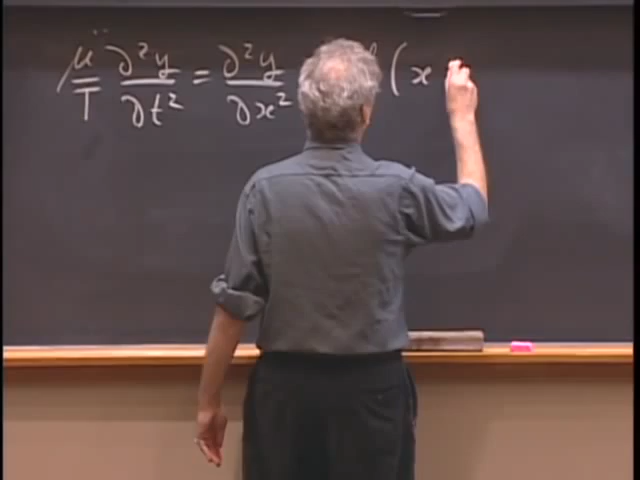 μ/T ∂²y/∂t² = ∂²y/∂x² (x